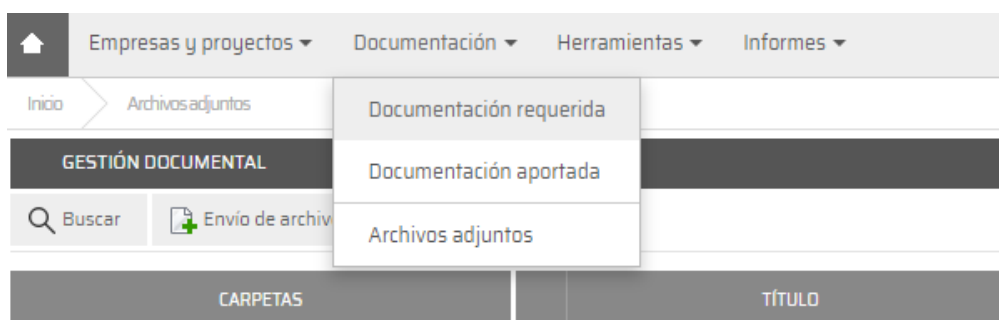 Empresas y proyectos Documentación Herramientas Informes
Inicio Archivos adjuntos
Documentación requerida
GESTIÓN DOCUMENTAL
Documentación aportada
Buscar Envío de archiv
Archivos adjuntos
CARPETAS TÍTULO